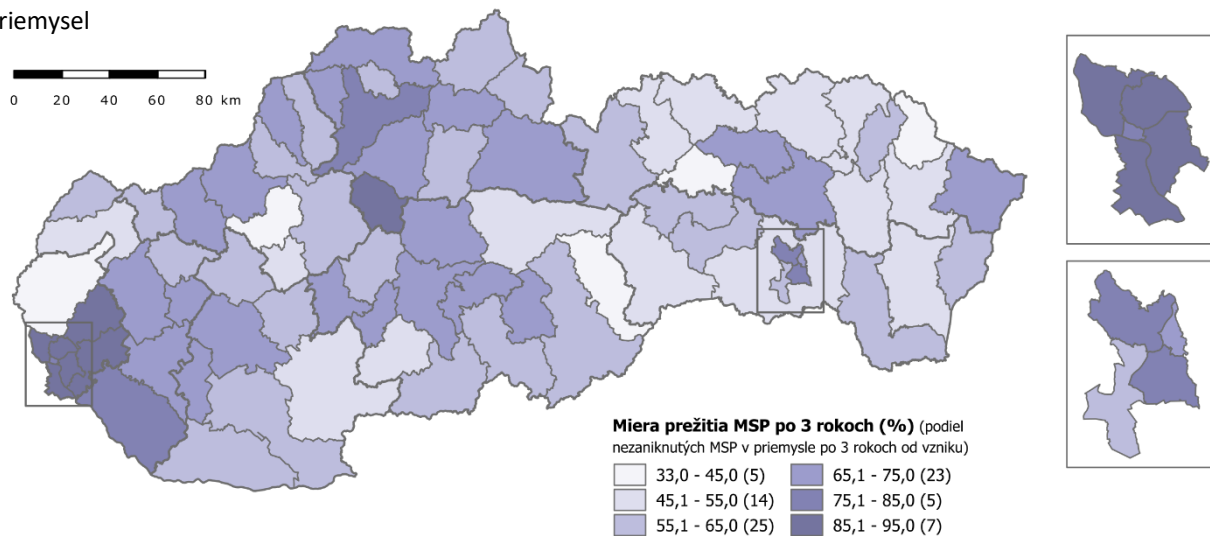 riemysel
0 20 40 60 80 km
Miera prežitia MSP po 3 rokoch (%) (podiel
nezaniknutých MSP v priemysle po 3 rokoch od vzniku)
33,0 - 45,0 (5)
45,1 - 55,0 (14)
55,1 - 65,0 (25)
65,1 - 75,0 (23)
75,1 - 85,0 (5)
85,1 - 95,0 (7)